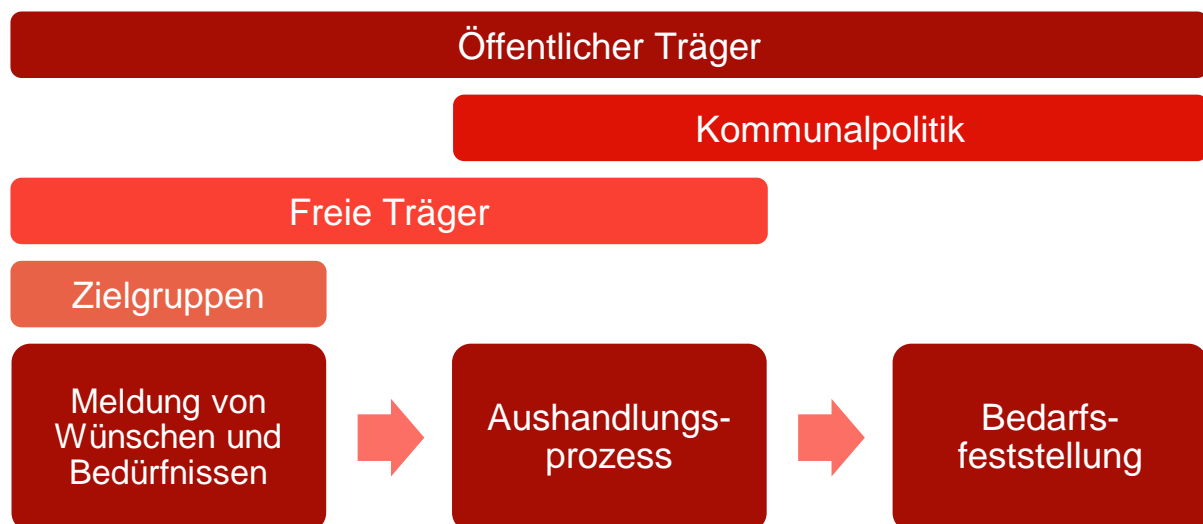 Öffentlicher Träger
Kommunalpolitik
Freie Träger
Zielgruppen
Meldung von
Wünschen und
Bedürfnissen
Aushandlungs-
prozess
Bedarfs-
feststellung